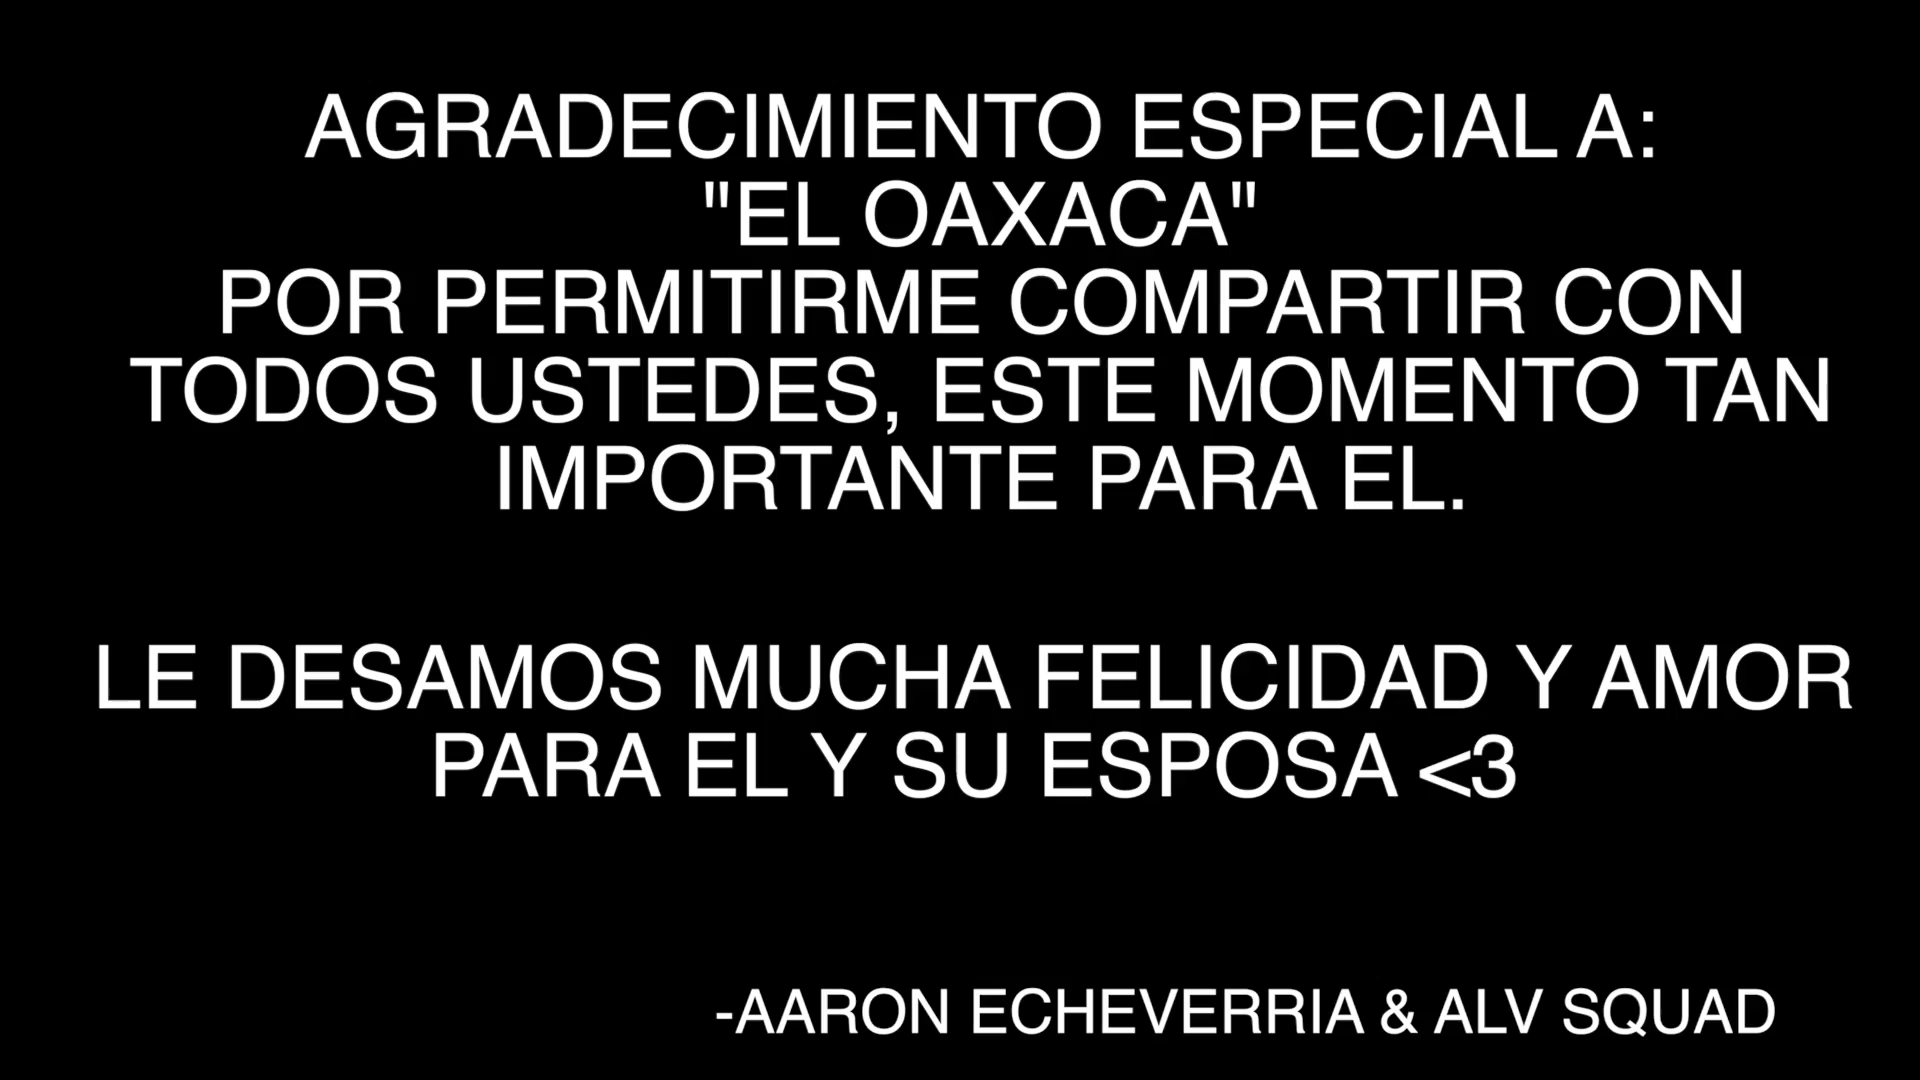 AGRADECIMIENTO ESPECIAL A:
"EL OAXACA"
POR PERMITIRME COMPARTIR CON
TODOS USTEDES, ESTE MOMENTO TAN
IMPORTANTE PARA EL.
LE DESAMOS MUCHA FELICIDAD Y AMOR
PARA EL Y SU ESPOSA <3
-AARON ECHEVERRIA & ALV SQUAD